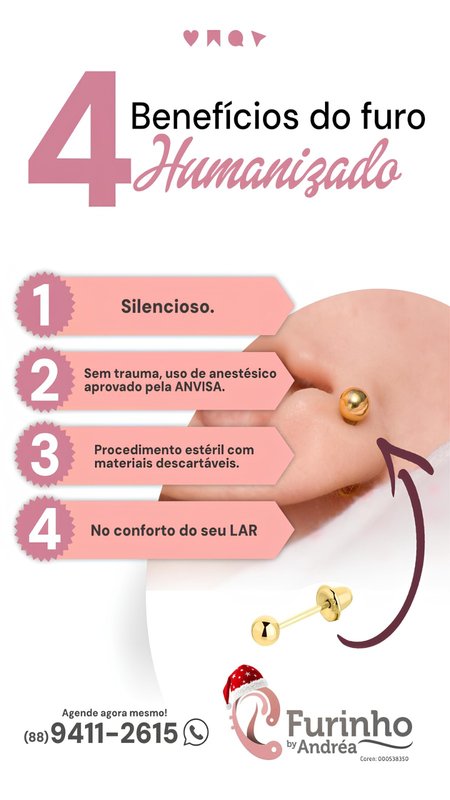 4
Benefícios do furo
Humanizado
1
Silencioso.
2
Sem trauma, uso de anestésico
aprovado pela ANVISA.
3
Procedimento estéril com
materiais descartáveis.
4
No conforto do seu LAR
Agende agora mesmo!
(88) 9411-2615
Furinho
by Andréa
Coren: 000538350